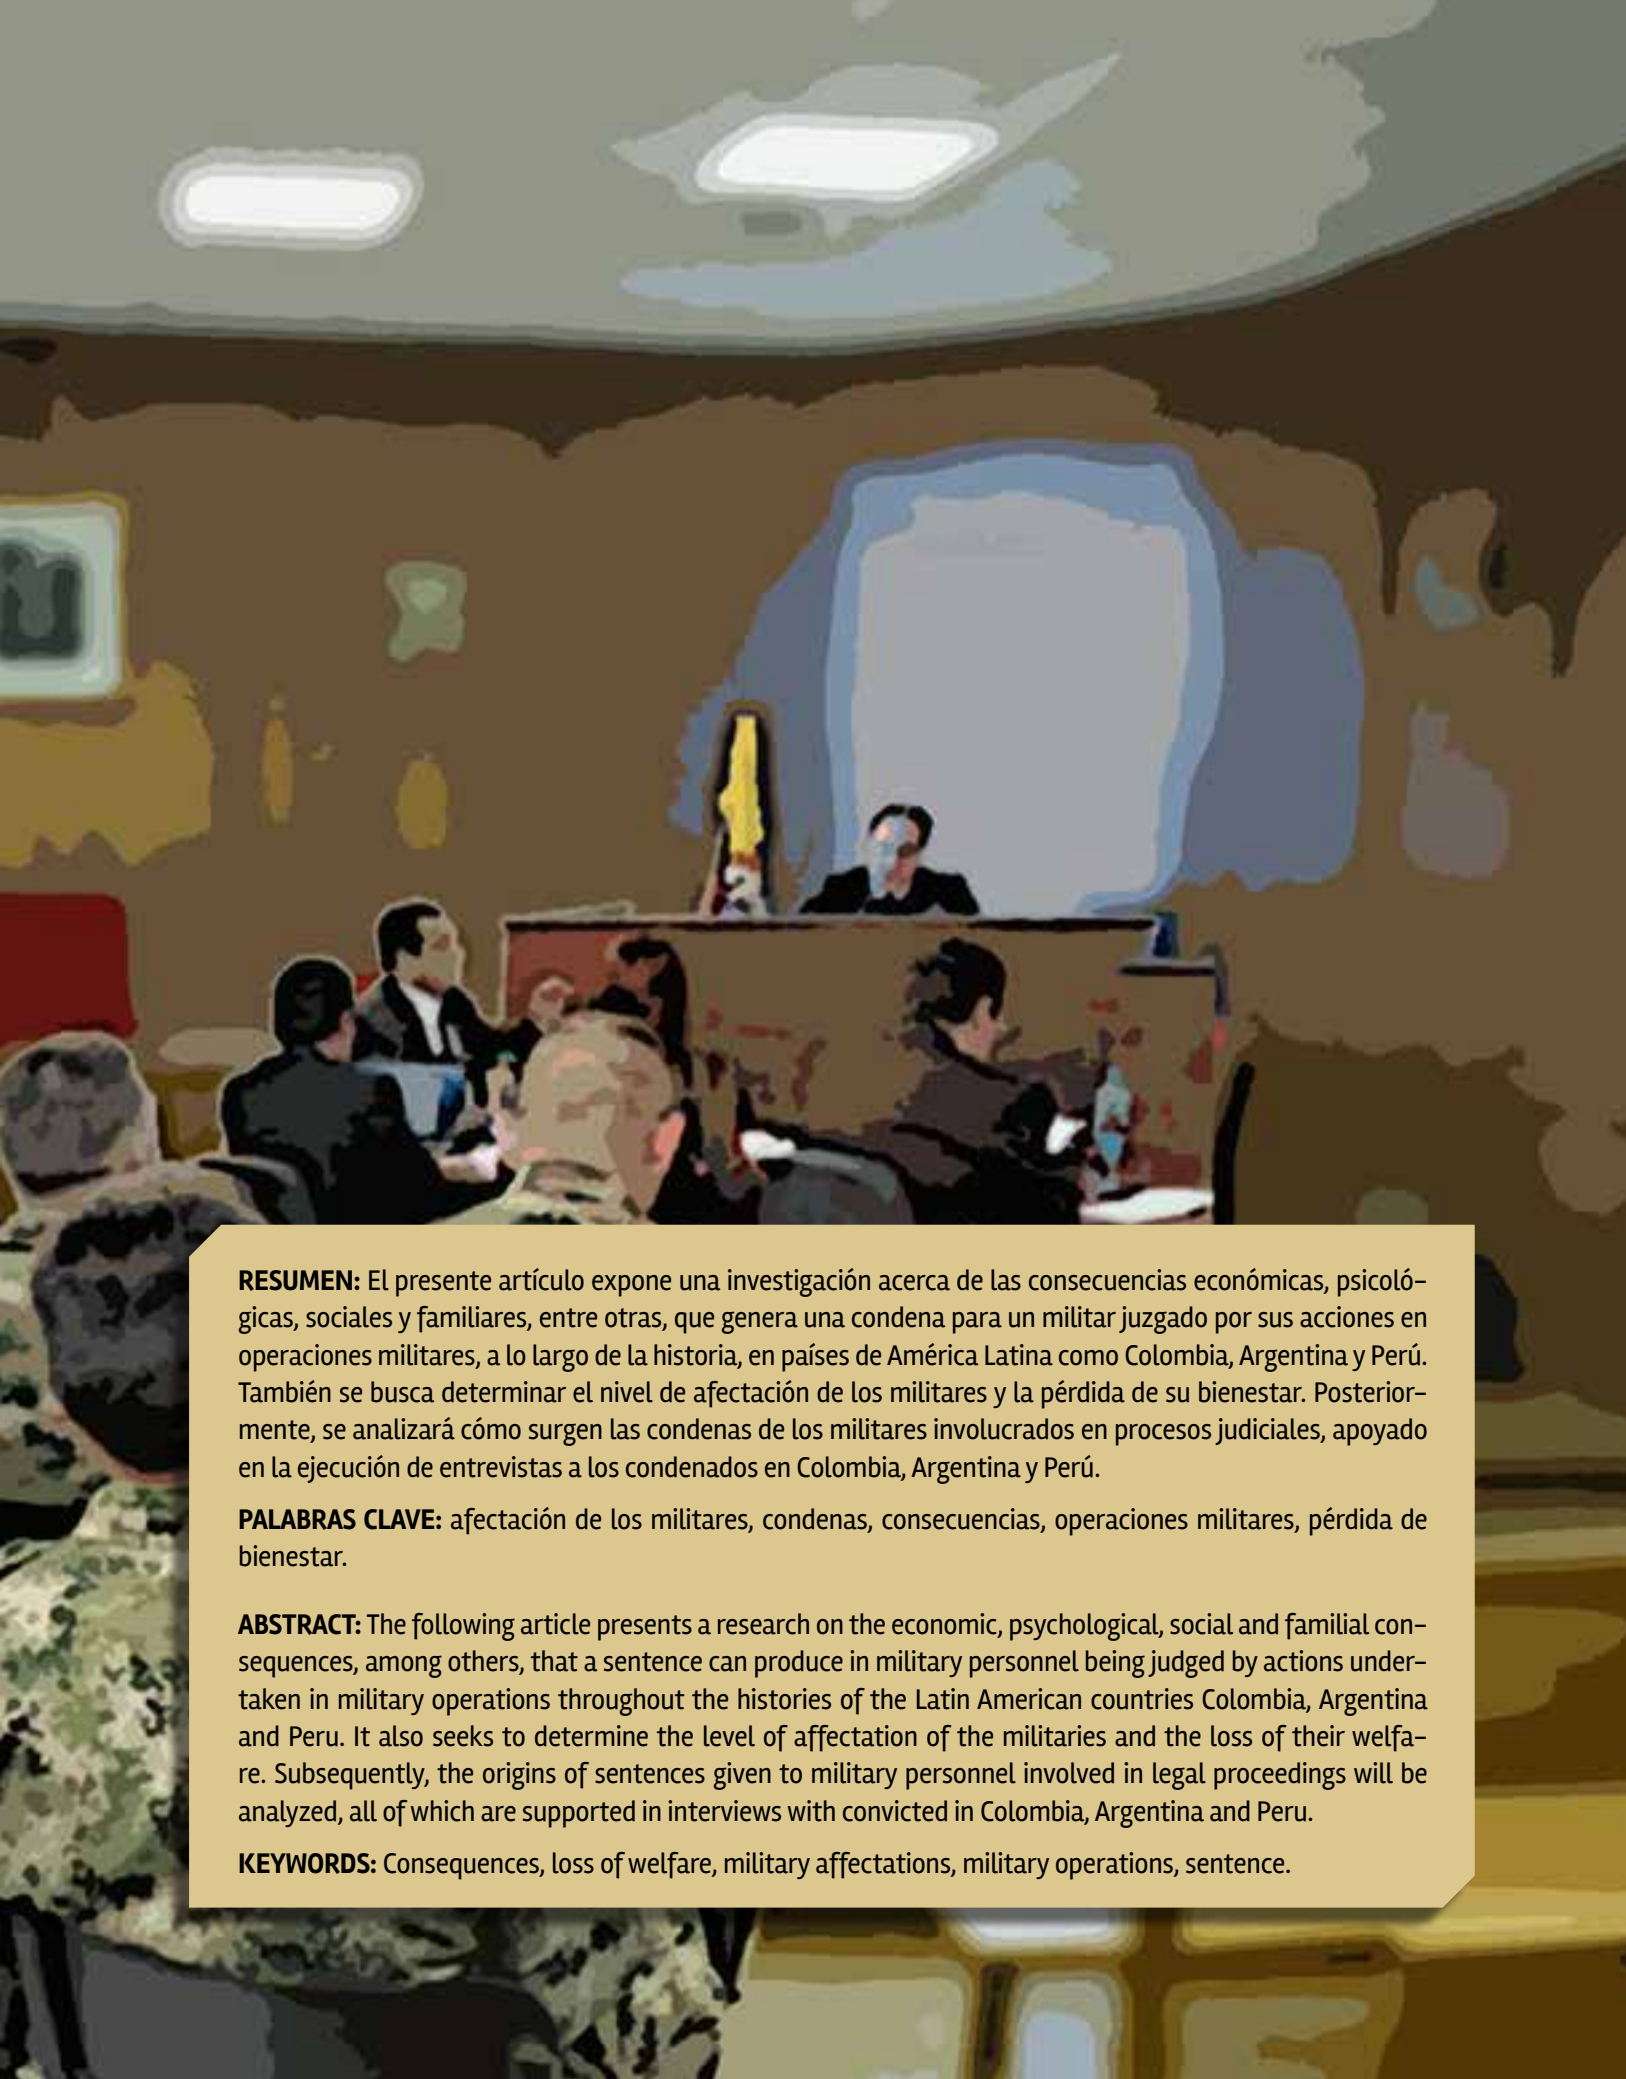 RESUMEN: El presente artículo expone una investigación acerca de las consecuencias económicas, psicoló-
gicas, sociales y familiares, entre otras, que genera una condena para un militar juzgado por sus acciones en
operaciones militares, a lo largo de la historia, en países de América Latina como Colombia, Argentina y Perú.
También se busca determinar el nivel de afectación de los militares y la pérdida de su bienestar. Posterior-
mente, se analizará cómo surgen las condenas de los militares involucrados en procesos judiciales, apoyado
en la ejecución de entrevistas a los condenados en Colombia, Argentina y Perú.
PALABRAS CLAVE: afectación de los militares, condenas, consecuencias, operaciones militares, pérdida de
bienestar.
ABSTRACT: The following article presents a research on the economic, psychological, social and familial con-
sequences, among others, that a sentence can produce in military personnel being judged by actions under-
taken in military operations throughout the histories of the Latin American countries Colombia, Argentina
and Peru. It also seeks to determine the level of affectation of the militaries and the loss of their welfa-
re. Subsequently, the origins of sentences given to military personnel involved in legal proceedings will be
analyzed, all of which are supported in interviews with convicted in Colombia, Argentina and Peru.
KEYWORDS: Consequences, loss of welfare, military affectations, military operations, sentence.